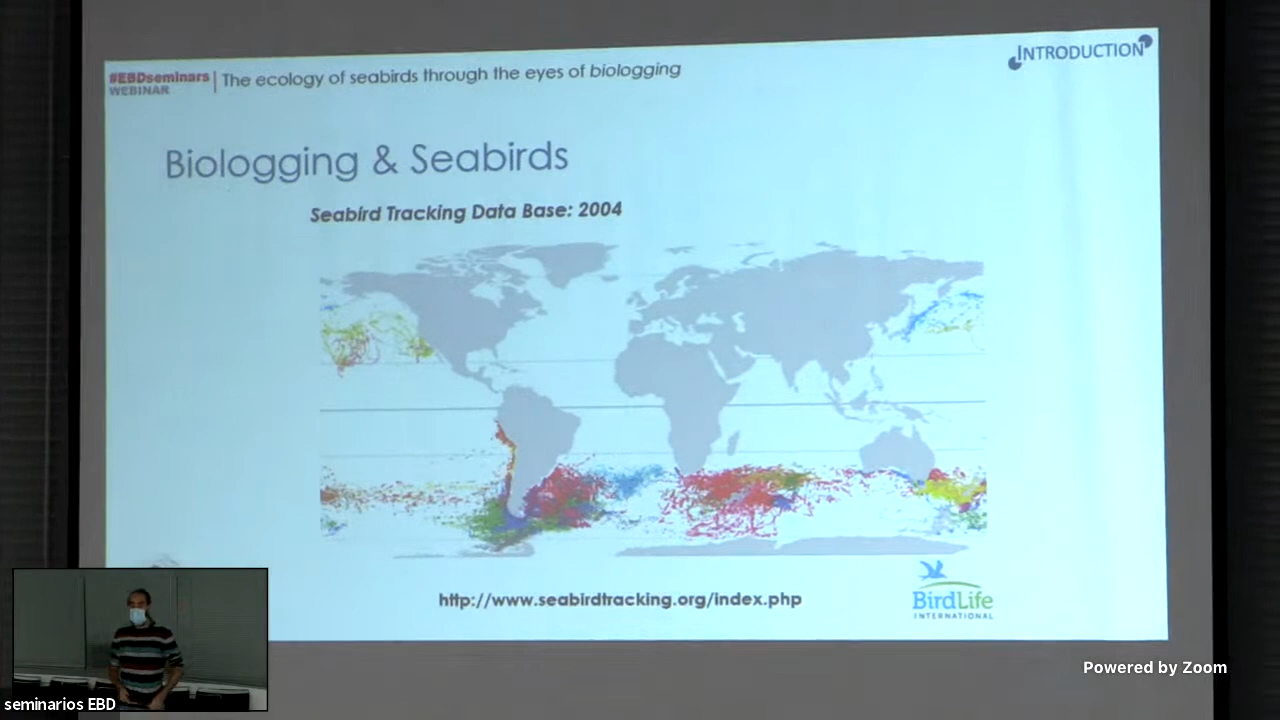 #EBDseminars
WEBINAR
The ecology of seabirds through the eyes of biologging
INTRODUCTION
Biologging & Seabirds
Seabird Tracking Data Base: 2004
http://www.seabirdtracking.org/index.php
BirdLife
INTERNATIONAL
Powered by Zoom
seminarios EBD